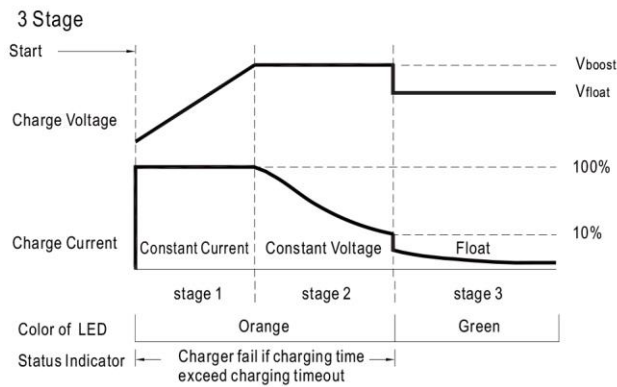 3 Stage
Start
Vboost
Vfloat
Charge Voltage
100%
10%
Charge Current
Constant Current
Constant Voltage
Float
stage 1
stage 2
stage 3
Color of LED
Orange
Green
Status Indicator
Charger fail if charging time
exceed charging timeout